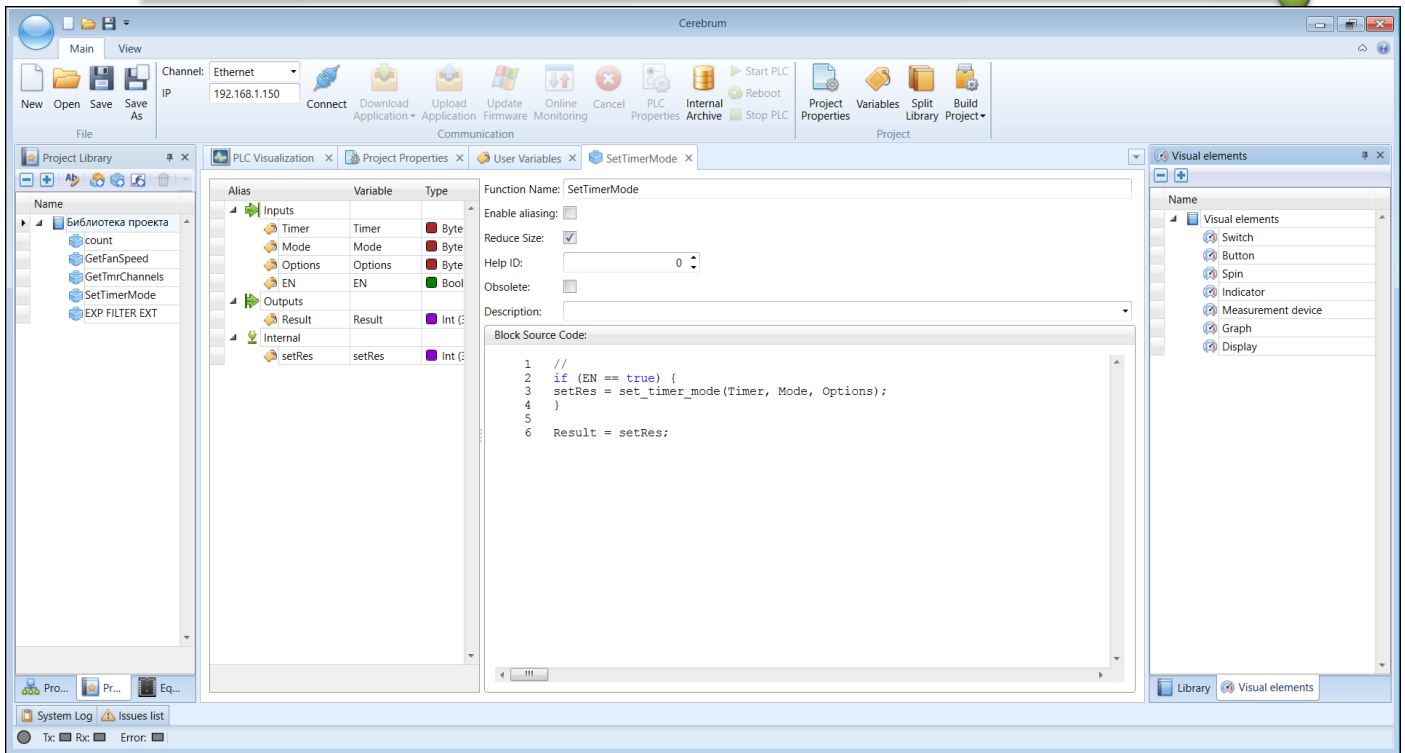 Cerebrum
Main View
New Open Save Save As
File
Channel: Ethernet
IP 192.168.1.150
Connect Download Application Upload Application Update Firmware Online Monitoring Cancel PLC Properties Internal Archive
Start PLC
Reboot
Stop PLC
Communication
Project Properties Variables Split Library Build Project
Project
Project Library
Name
Библиотека проекта
count
GetFanSpeed
GetTmrChannels
SetTimerMode
EXP FILTER EXT
Pro... Pr... Eq...
PLC Visualization Project Properties User Variables SetTimerMode
Alias Variable Type
Inputs
Timer Timer Byte
Mode Mode Byte
Options Options Byte
EN EN Bool
Outputs
Result Result Int (
Internal
setRes setRes Int (
Function Name: SetTimerMode
Enable aliasing:
Reduce Size:
Help ID: 0
Obsolete:
Description:
Block Source Code:
1 //
2 if (EN == true) {
3 setRes = set_timer_mode(Timer, Mode, Options);
4 }
5
6 Result = setRes;
Visual elements
Name
Visual elements
Switch
Button
Spin
Indicator
Measurement device
Graph
Display
Library Visual elements
System Log Issues list
Tx: Rx: Error: